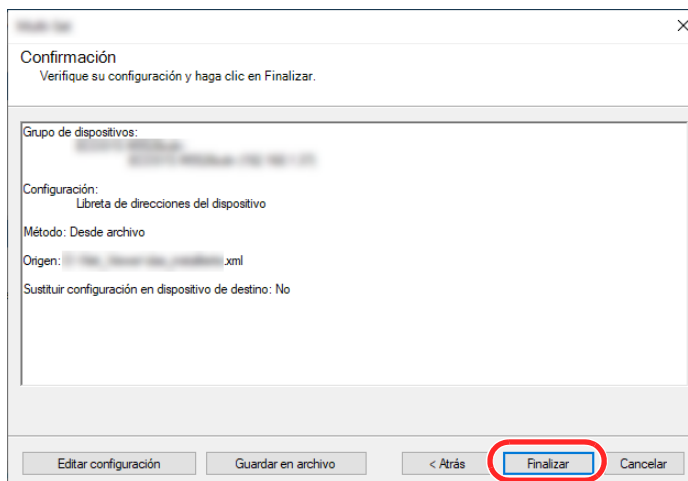 Confirmación
Verifique su configuración y haga clic en Finalizar.
Grupo de dispositivos:
Configuración:
Libreta de direcciones del dispositivo
Método: Desde archivo
Origen: .xml
Sustituir configuración en dispositivo de destino: No
Editar configuración Guardar en archivo < Atrás Finalizar Cancelar